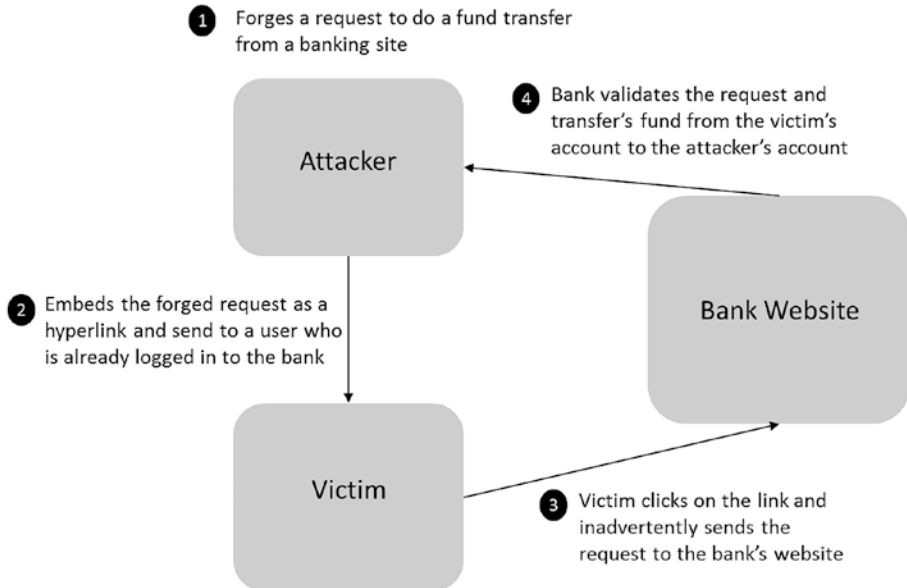 1 Forges a request to do a fund transfer
from a banking site
Attacker
4 Bank validates the request and
transfer's fund from the victim's
account to the attacker's account
2 Embeds the forged request as a
hyperlink and send to a user who
is already logged in to the bank
Bank Website
Victim
3 Victim clicks on the link and
inadvertently sends the
request to the bank's website